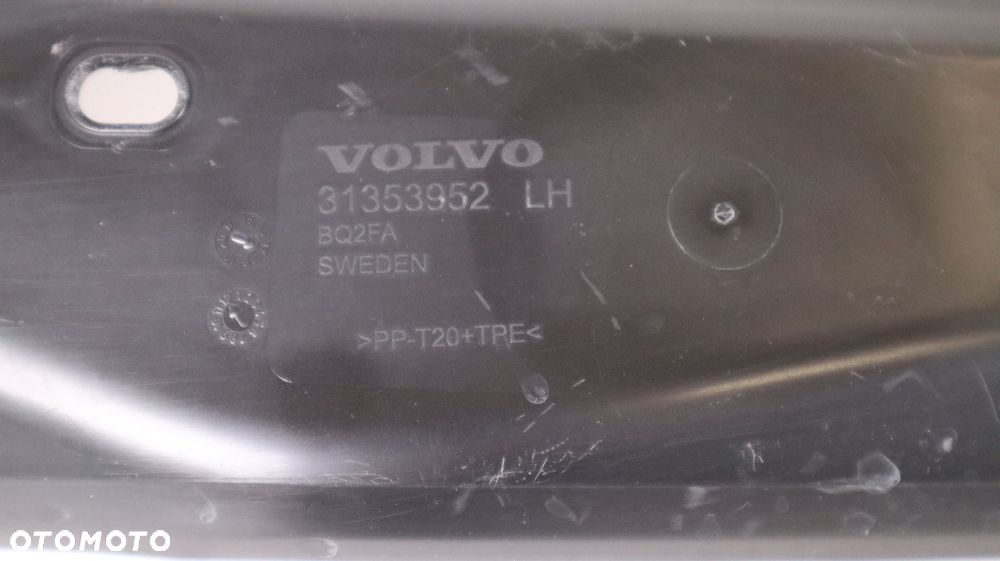 VOLVO
31353952 LH
BQ2FA
SWEDEN
>PP-T20+TPE<
OTOMOTO